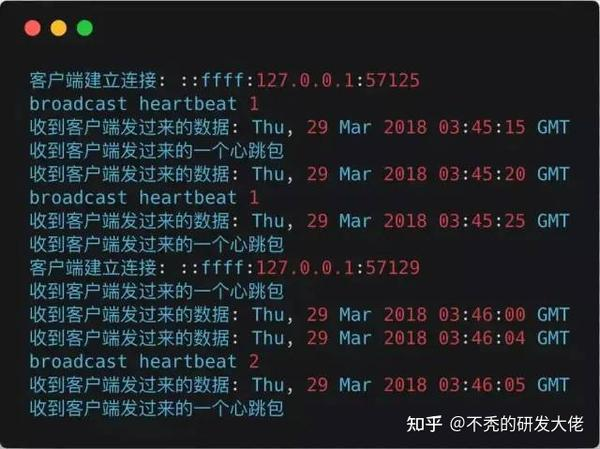 客户端建立连接: ::ffff:127.0.0.1:57125
broadcast heartbeat 1
收到客户端发过来的数据: Thu, 29 Mar 2018 03:45:15 GMT
收到客户端发过来的一个心跳包
收到客户端发过来的数据: Thu, 29 Mar 2018 03:45:20 GMT
broadcast heartbeat 1
收到客户端发过来的数据: Thu, 29 Mar 2018 03:45:25 GMT
收到客户端发过来的一个心跳包
客户端建立连接: ::ffff:127.0.0.1:57129
收到客户端发过来的一个心跳包
收到客户端发过来的数据: Thu, 29 Mar 2018 03:46:00 GMT
收到客户端发过来的数据: Thu, 29 Mar 2018 03:46:04 GMT
broadcast heartbeat 2
收到客户端发过来的数据: Thu, 29 Mar 2018 03:46:05 GMT
收到客户端发过来的一个心跳包
知乎 @不秃的研发大佬